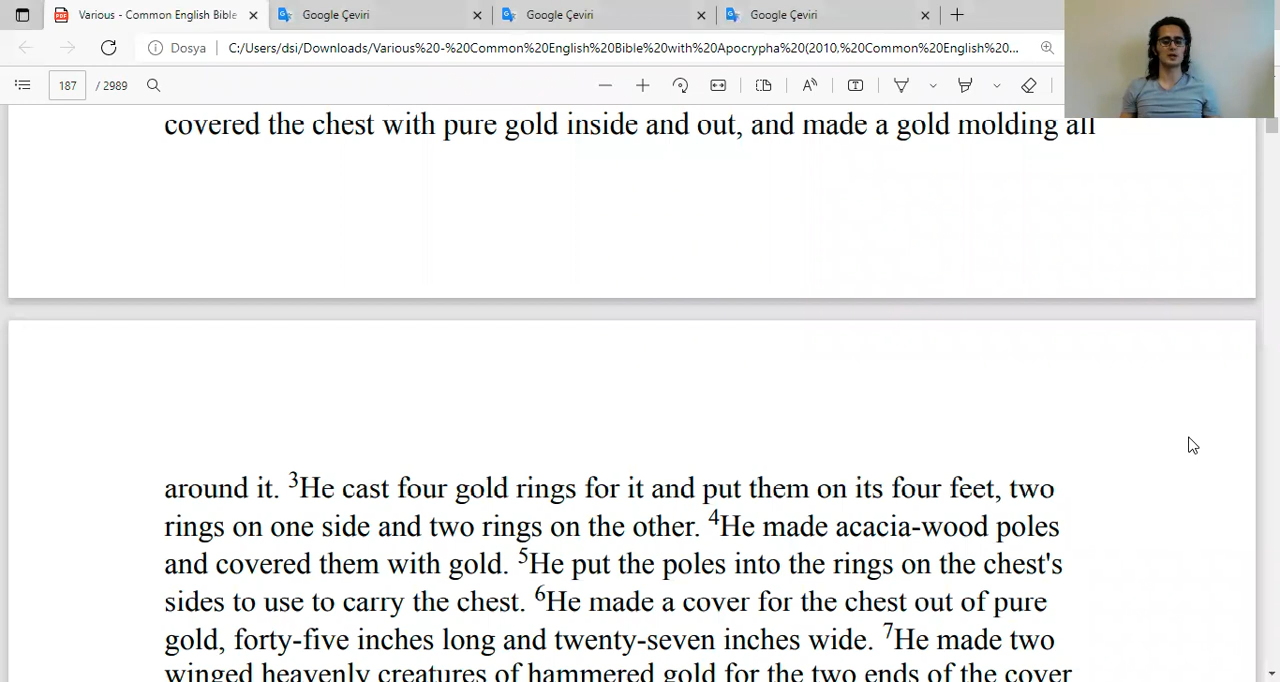 Various - Common English Bible
Google Çeviri
Google Çeviri
Google Çeviri
Dosya
C:/Users/dsi/Downloads/Various%20-%20Common%20English%20Bible%20with%20Apocrypha%20(2010,%20Common%20English%20...
187 / 2989
covered the chest with pure gold inside and out, and made a gold molding all
around it. ³He cast four gold rings for it and put them on its four feet, two
rings on one side and two rings on the other. ⁴He made acacia-wood poles
and covered them with gold. ⁵He put the poles into the rings on the chest's
sides to use to carry the chest. ⁶He made a cover for the chest out of pure
gold, forty-five inches long and twenty-seven inches wide. ⁷He made two
winged heavenly creatures of hammered gold for the two ends of the cover